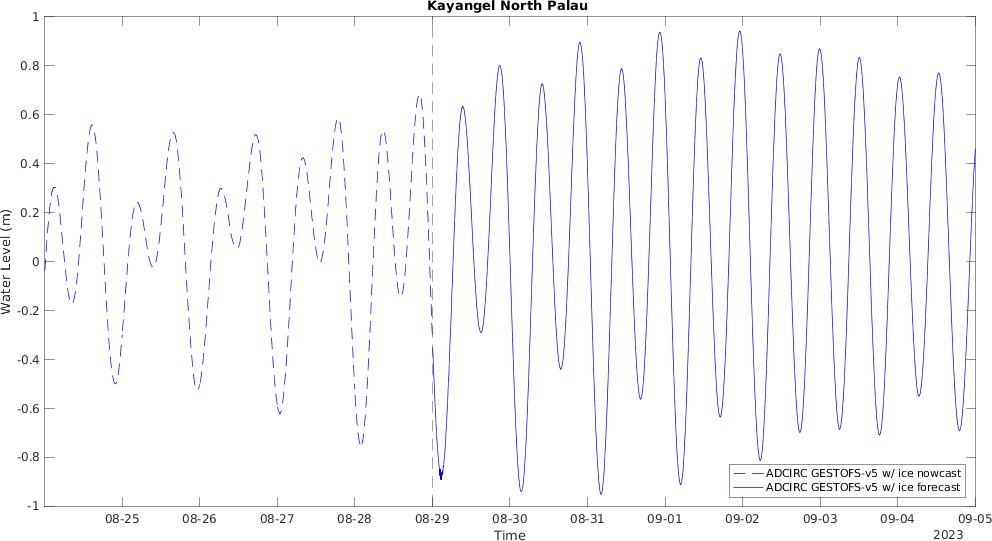 Kayangel North Palau
Water Level (m)
1
0.8
0.6
0.4
0.2
0
-0.2
-0.4
-0.6
-0.8
-1
ADCIRC GESTOFS-v5 w/ ice nowcast
ADCIRC GESTOFS-v5 w/ ice forecast
08-25 08-26 08-27 08-28 08-29 08-30 08-31 09-01 09-02 09-03 09-04 09-05
Time
2023